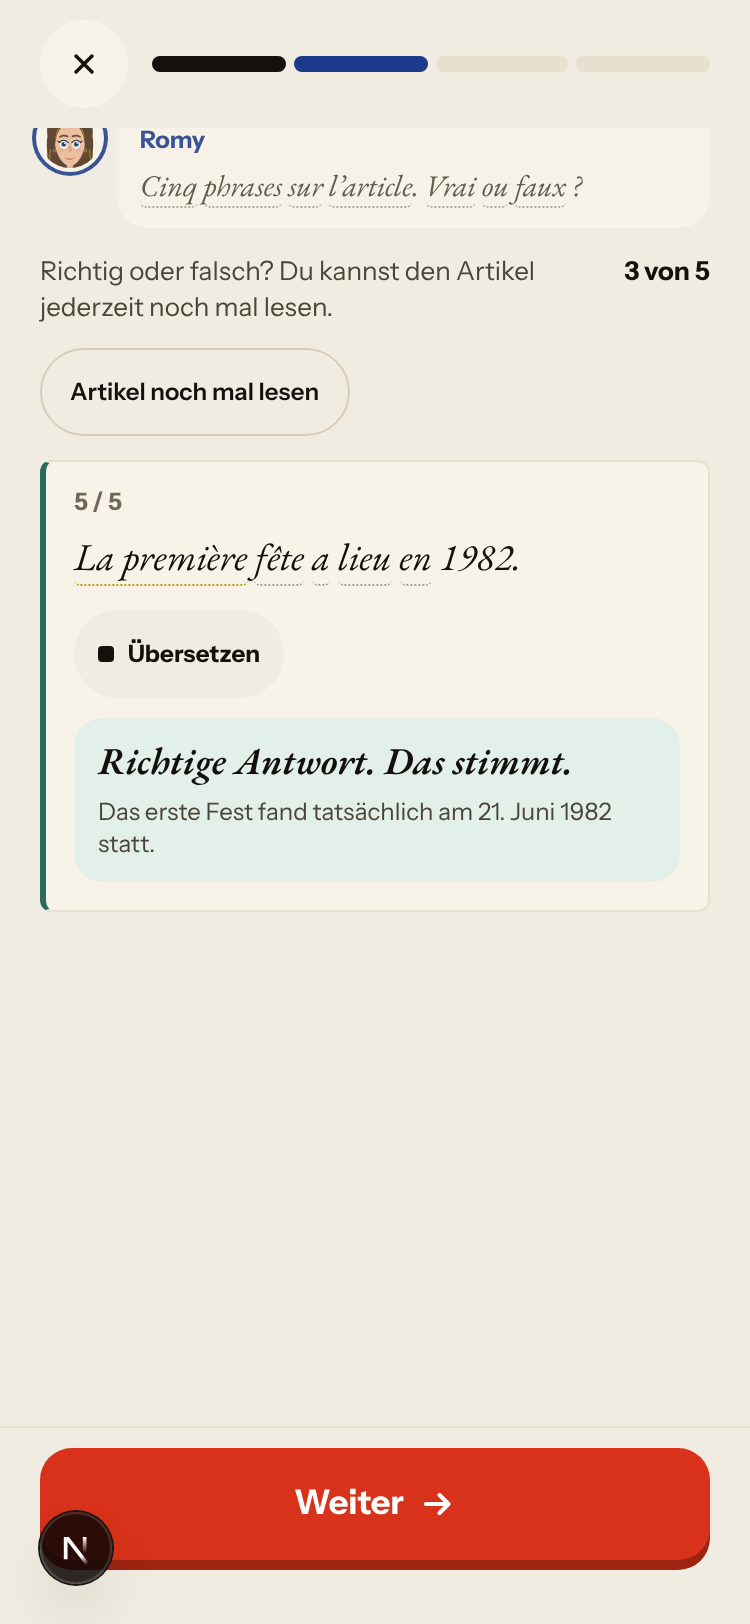 Romy
Cinq phrases sur l’article. Vrai ou faux ?
Richtig oder falsch? Du kannst den Artikel
jederzeit noch mal lesen.
3 von 5
Artikel noch mal lesen
5 / 5
La première fête a lieu en 1982.
Übersetzen
Richtige Antwort. Das stimmt.
Das erste Fest fand tatsächlich am 21. Juni 1982
statt.
Weiter →
N